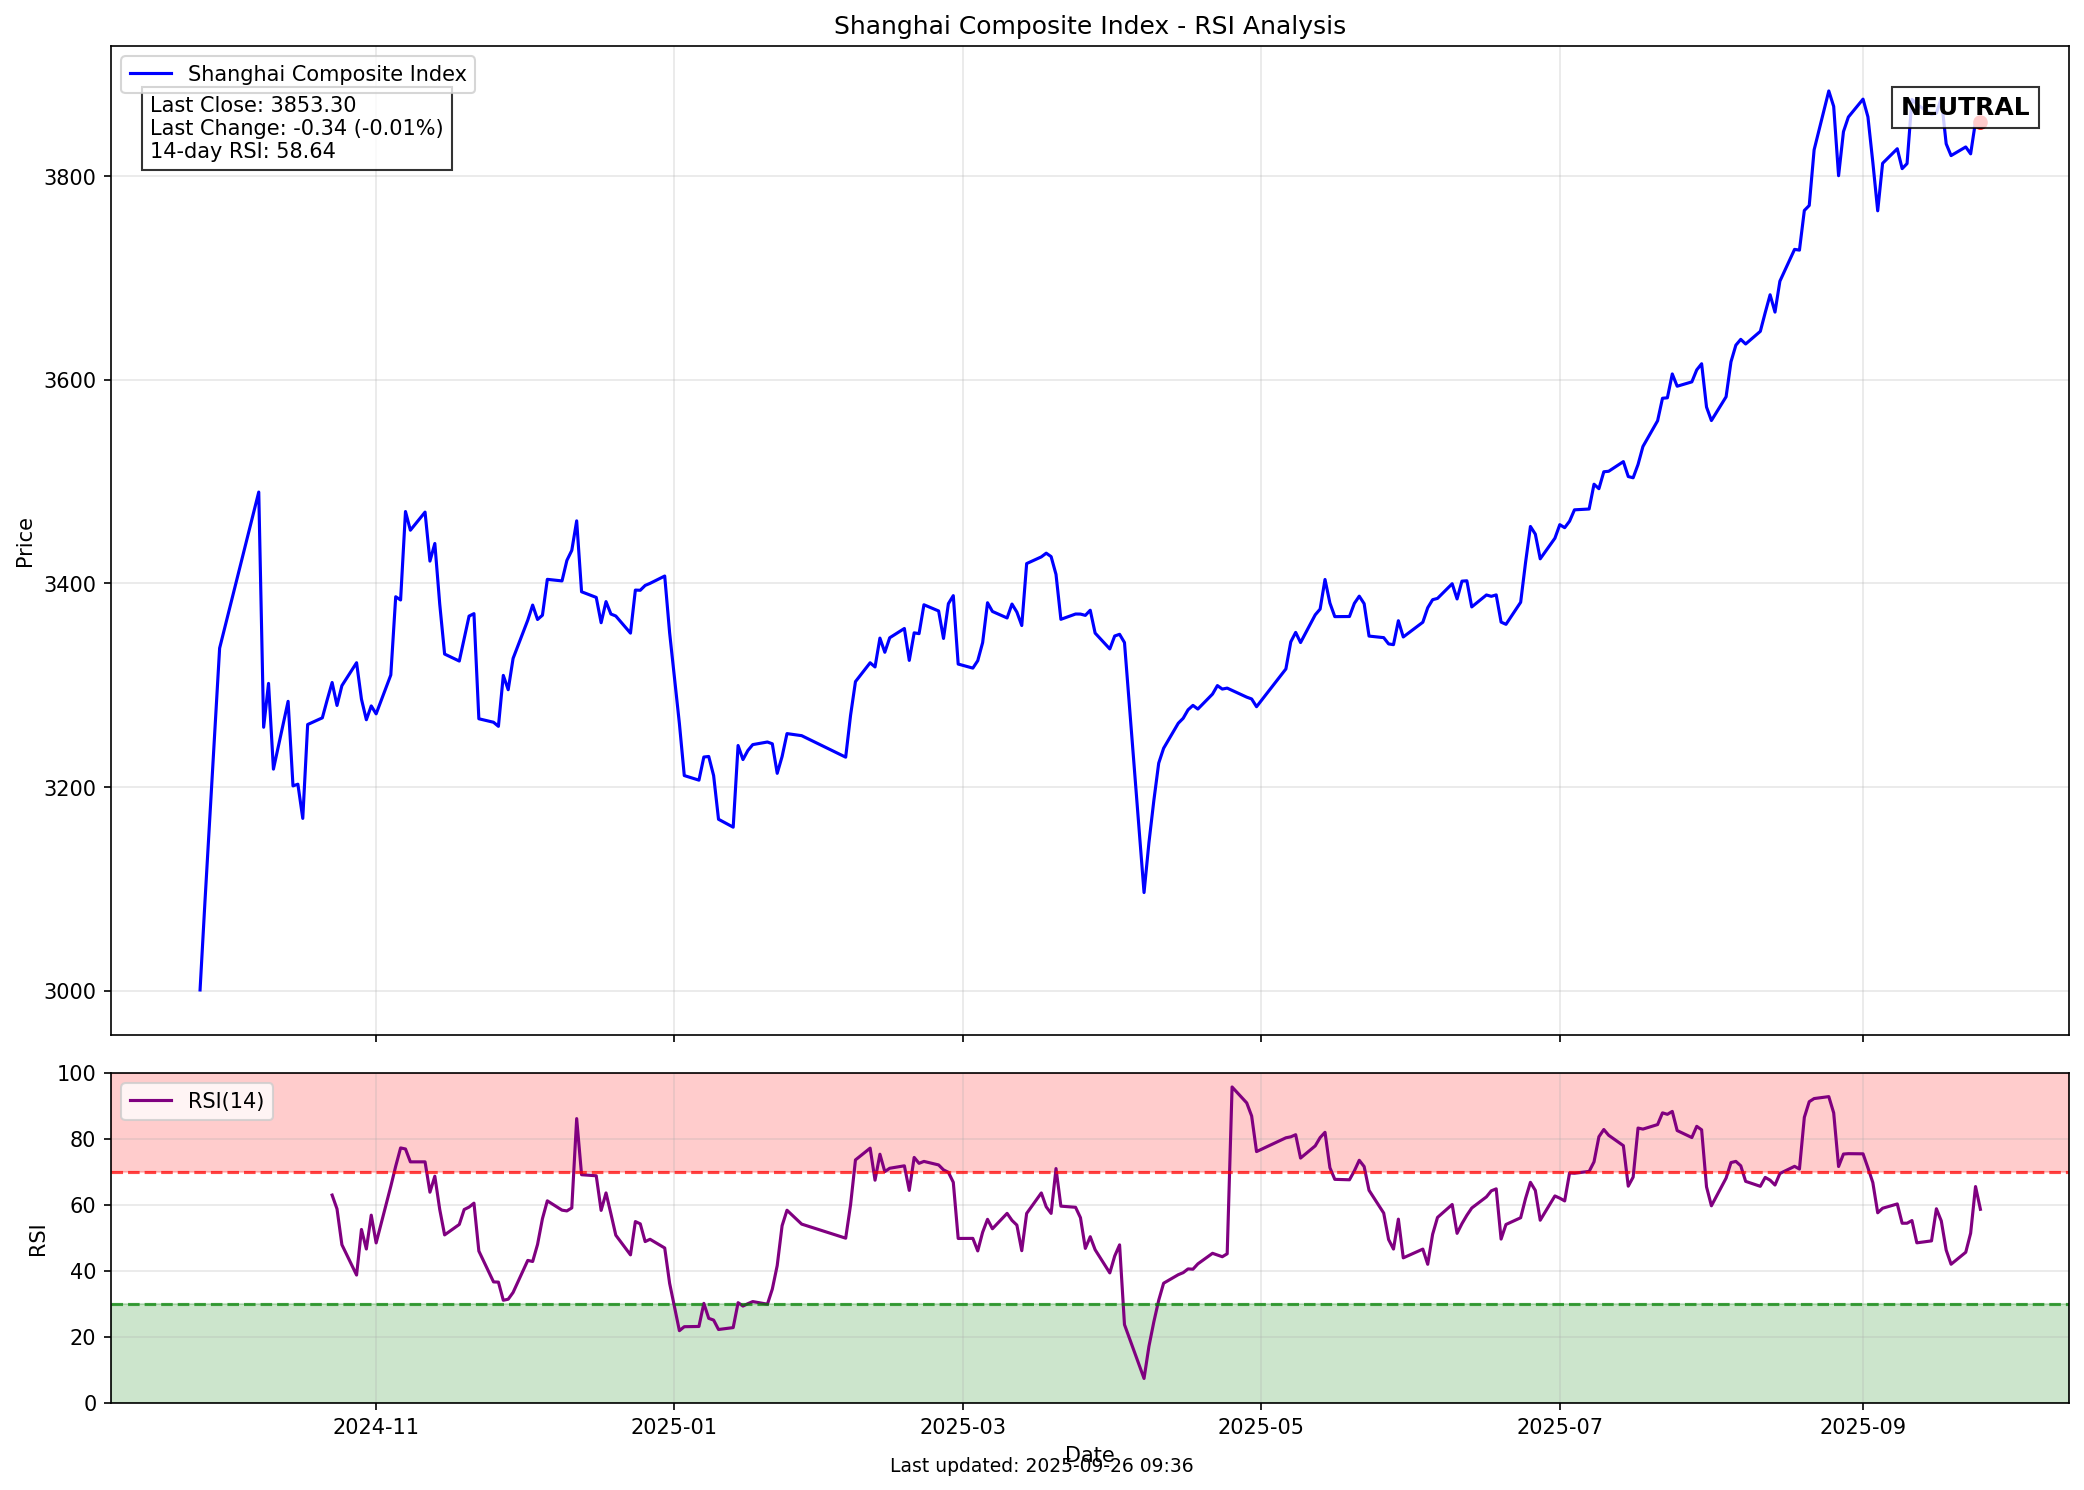 Shanghai Composite Index - RSI Analysis
Shanghai Composite Index
Last Close: 3853.30
Last Change: -0.34 (-0.01%)
14-day RSI: 58.64
NEUTRAL
Price
3800
3600
3400
3200
3000
RSI(14)
RSI
100
80
60
40
20
0
2024-11
2025-01
2025-03
2025-05
2025-07
2025-09
Date
Last updated: 2025-09-26 09:36